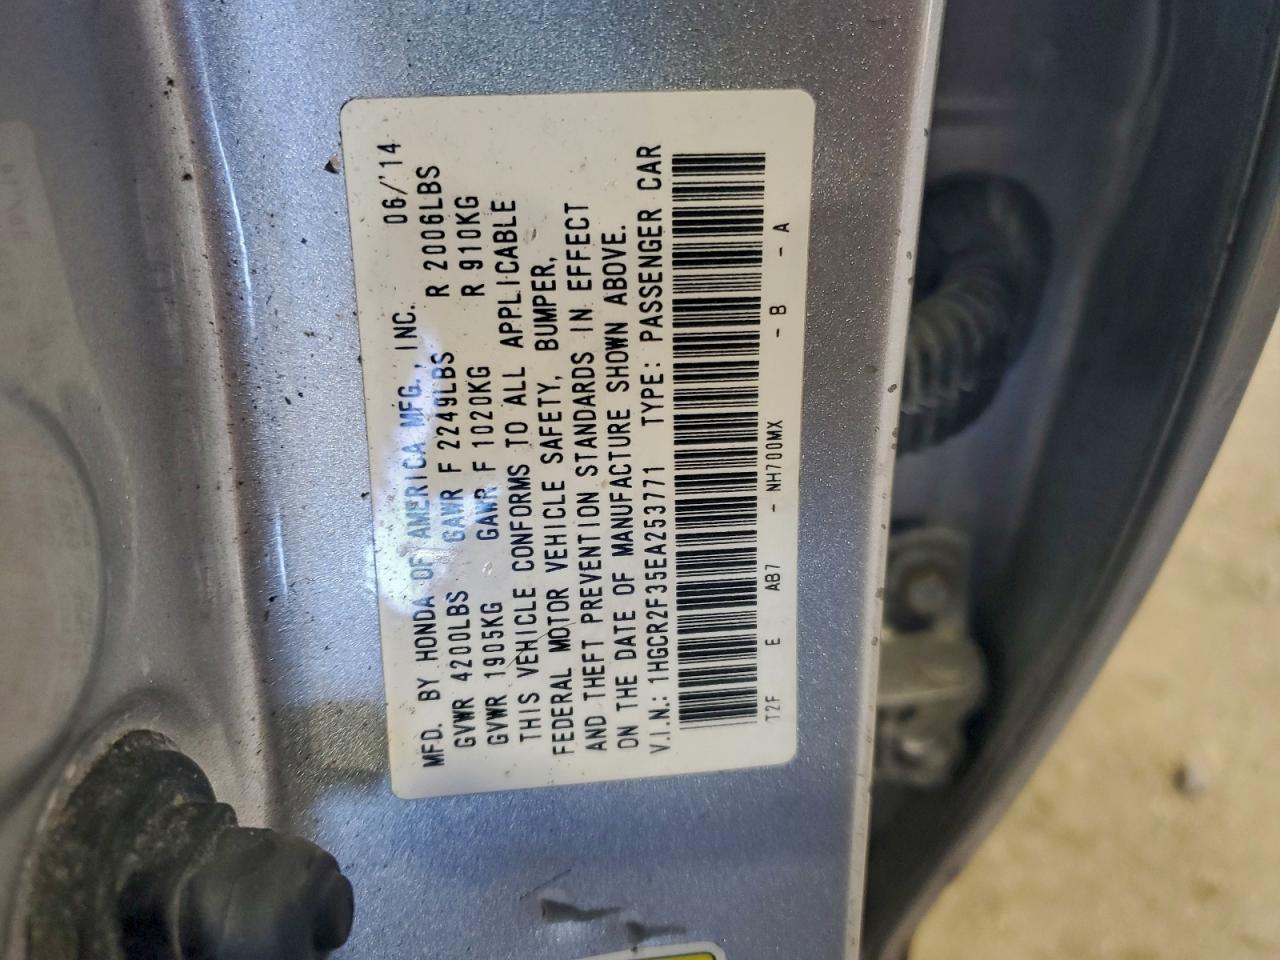 MFD. BY HONDA OF AMERICA MFG., INC. 06/'14
GVWR 4200LBS GAWR F 2249LBS R 2006LBS
GVWR 1905KG GAWR F 1020KG R 910KG
THIS VEHICLE CONFORMS TO ALL APPLICABLE
FEDERAL MOTOR VEHICLE SAFETY, BUMPER,
AND THEFT PREVENTION STANDARDS IN EFFECT
ON THE DATE OF MANUFACTURE SHOWN ABOVE.
V.I.N.: 1HGCR2F35EA253771 TYPE: PASSENGER CAR
T2F E AB7 - NH700MX - B - A